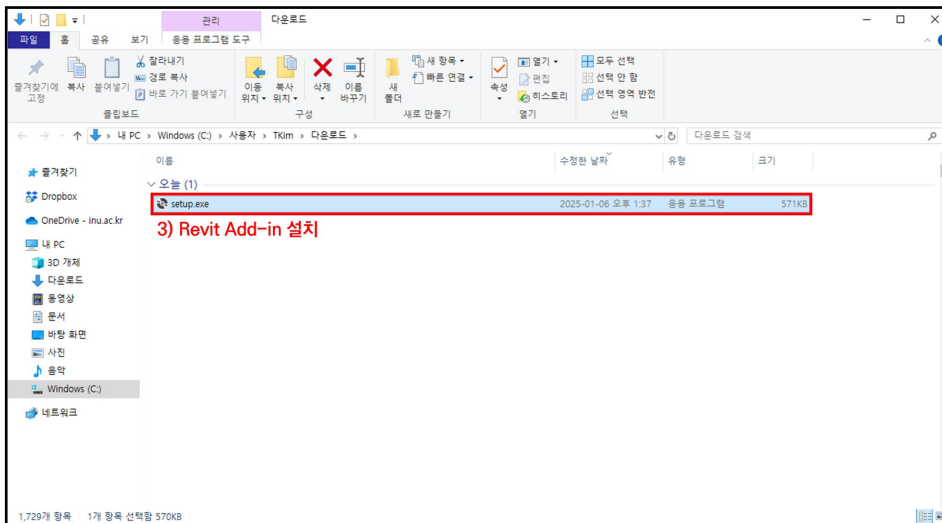 관리
다운로드
파일
홈
공유
보기
응용 프로그램 도구
즐겨찾기에
고정
복사
붙여넣기
잘라내기
경로 복사
바로 가기 붙여넣기
클립보드
이동
위치
복사
위치
삭제
이름
바꾸기
구성
새
폴더
새 항목
빠른 연결
새로 만들기
속성
열기
편집
히스토리
열기
모두 선택
선택 안 함
선택 영역 반전
선택
내 PC > Windows (C:) > 사용자 > TKim > 다운로드 >
다운로드 검색
이름
수정한 날짜
유형
크기
즐겨찾기
Dropbox
OneDrive - inu.ac.kr
내 PC
3D 개체
다운로드
동영상
문서
바탕 화면
사진
음악
Windows (C:)
네트워크
오늘 (1)
setup.exe 2025-01-06 오후 1:37 응용 프로그램 571KB
3) Revit Add-in 설치
1,729개 항목 1개 항목 선택함 570KB